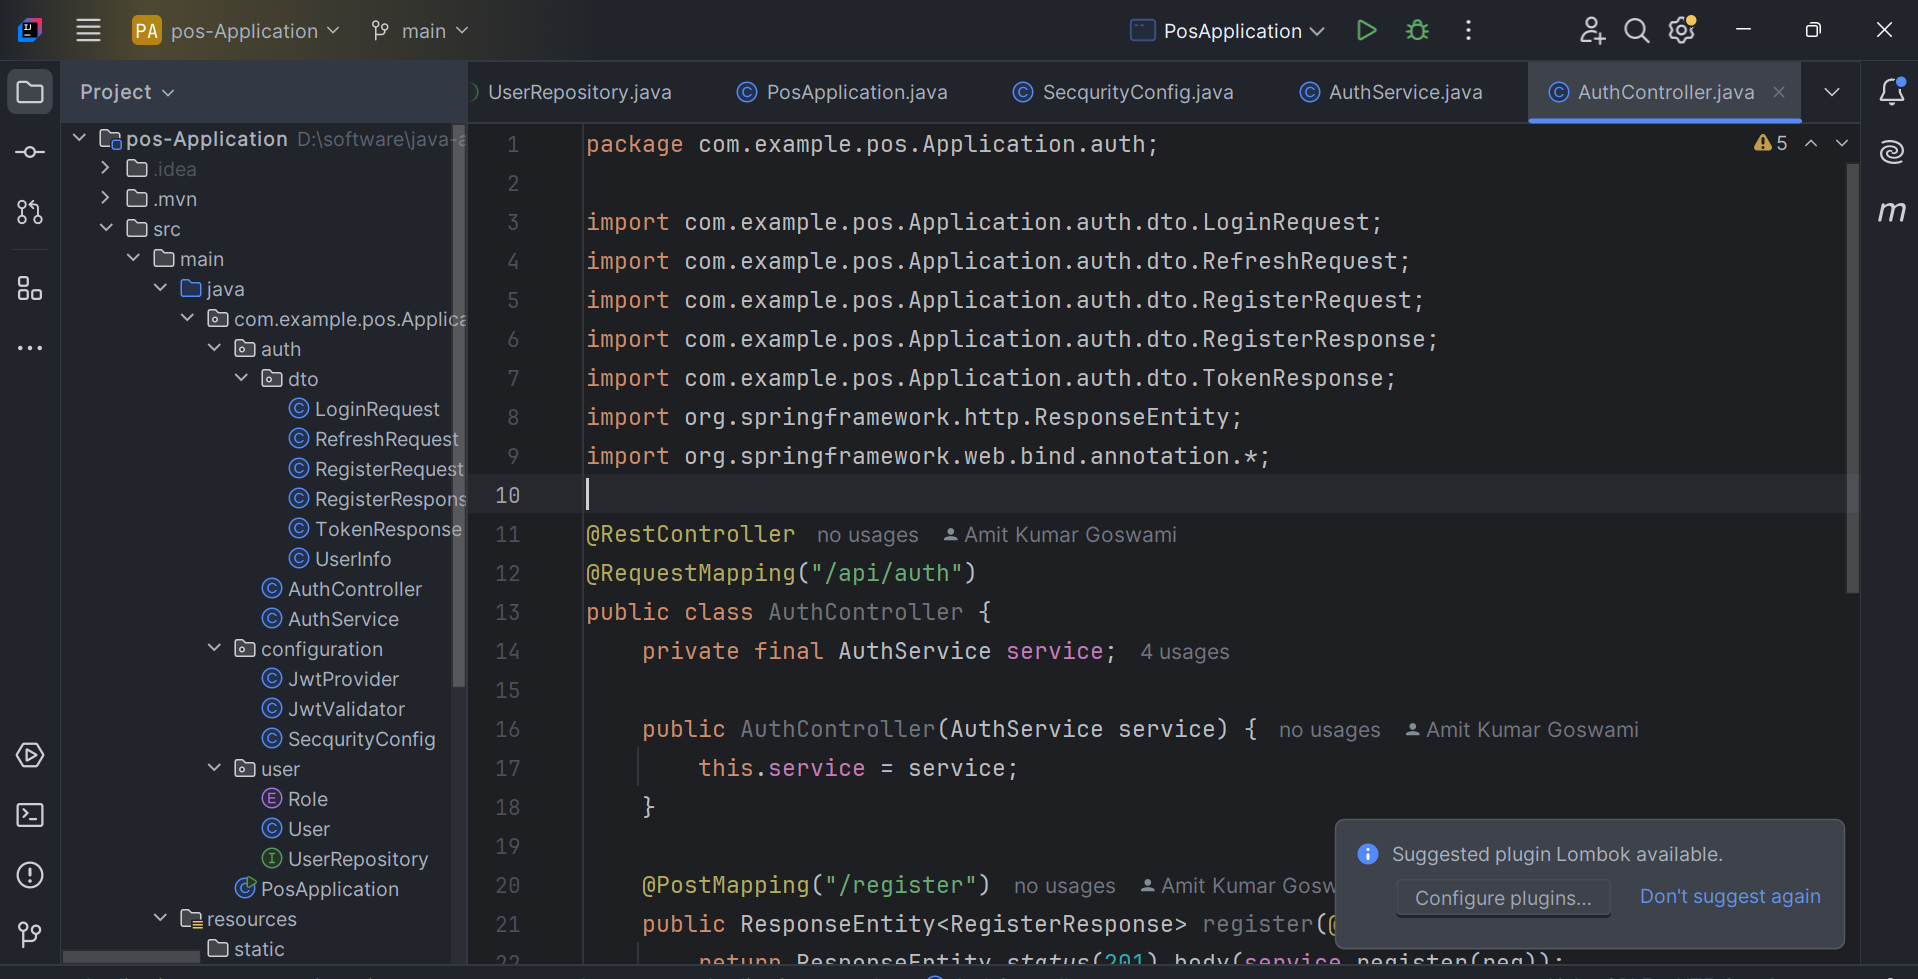 PA pos-Application main PosApplication
Project
UserRepository.java PosApplication.java SecqurityConfig.java AuthService.java AuthController.java
pos-Application D:\software\java-a
.idea
.mvn
src
main
java
com.example.pos.Applica
auth
dto
LoginRequest
RefreshRequest
RegisterRequest
RegisterRespons
TokenResponse
UserInfo
AuthController
AuthService
configuration
JwtProvider
JwtValidator
SecqurityConfig
user
Role
User
UserRepository
PosApplication
resources
static
5
m
1 package com.example.pos.Application.auth;
2
3 import com.example.pos.Application.auth.dto.LoginRequest;
4 import com.example.pos.Application.auth.dto.RefreshRequest;
5 import com.example.pos.Application.auth.dto.RegisterRequest;
6 import com.example.pos.Application.auth.dto.RegisterResponse;
7 import com.example.pos.Application.auth.dto.TokenResponse;
8 import org.springframework.http.ResponseEntity;
9 import org.springframework.web.bind.annotation.*;
10
11 @RestController no usages Amit Kumar Goswami
12 @RequestMapping("/api/auth")
13 public class AuthController {
14 private final AuthService service; 4 usages
15
16 public AuthController(AuthService service) { no usages Amit Kumar Goswami
17 this.service = service;
18 }
19
20 @PostMapping("/register") no usages Amit Kumar Gosw
21 public ResponseEntity<RegisterResponse> register(@
22 return ResponseEntity.status(201).body(service.register(req));
Suggested plugin Lombok available.
Configure plugins... Don't suggest again